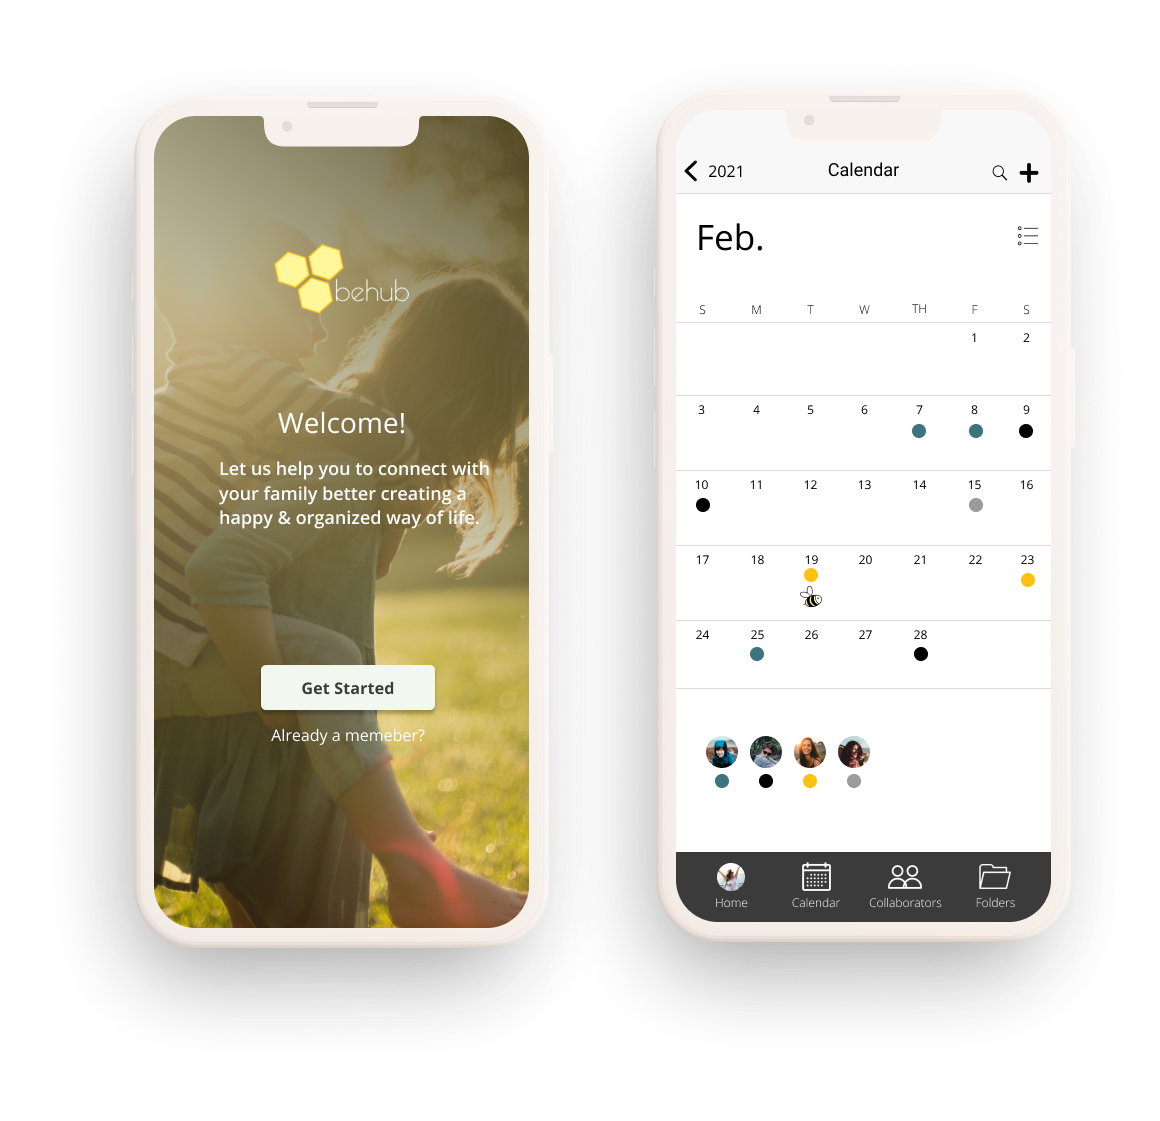 behub
Welcome!
Let us help you to connect with
your family better creating a
happy & organized way of life.
Get Started
Already a memeber?
2021 Calendar
Feb.
S M T W TH F S
1 2
3 4 5 6 7 8 9
10 11 12 13 14 15 16
17 18 19 20 21 22 23
24 25 26 27 28
Home Calendar Collaborators Folders